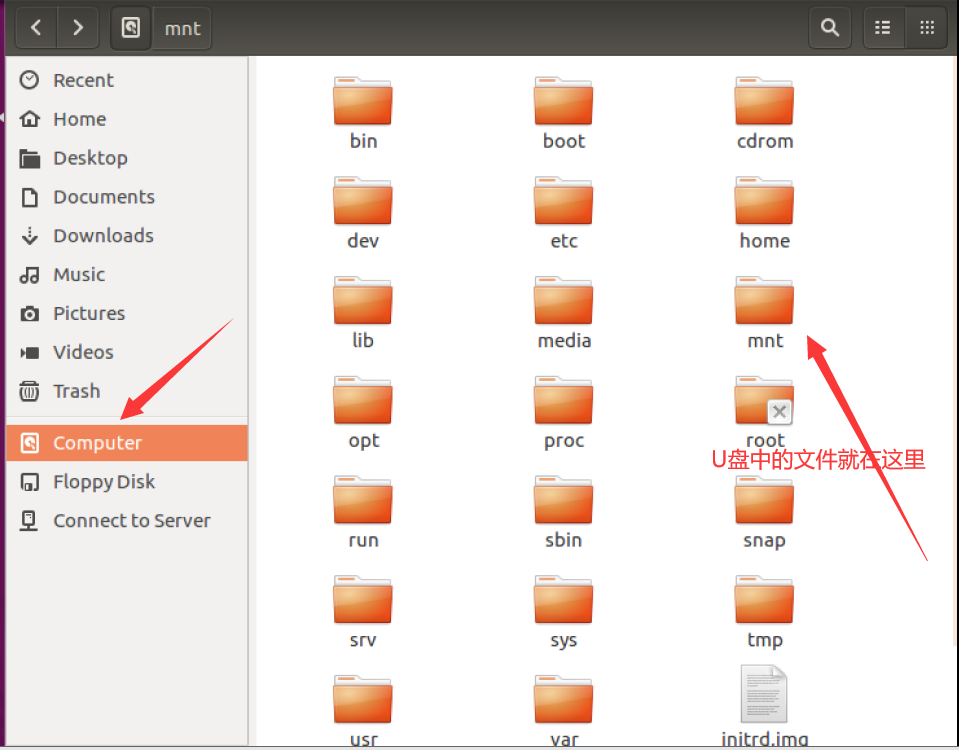 mnt
Recent
Home
Desktop
Documents
Downloads
Music
Pictures
Videos
Trash
Computer
Floppy Disk
Connect to Server
bin boot cdrom
dev etc home
lib media mnt
opt proc root
U盘中的文件就在这里
run sbin snap
srv sys tmp
usr var initrd.img